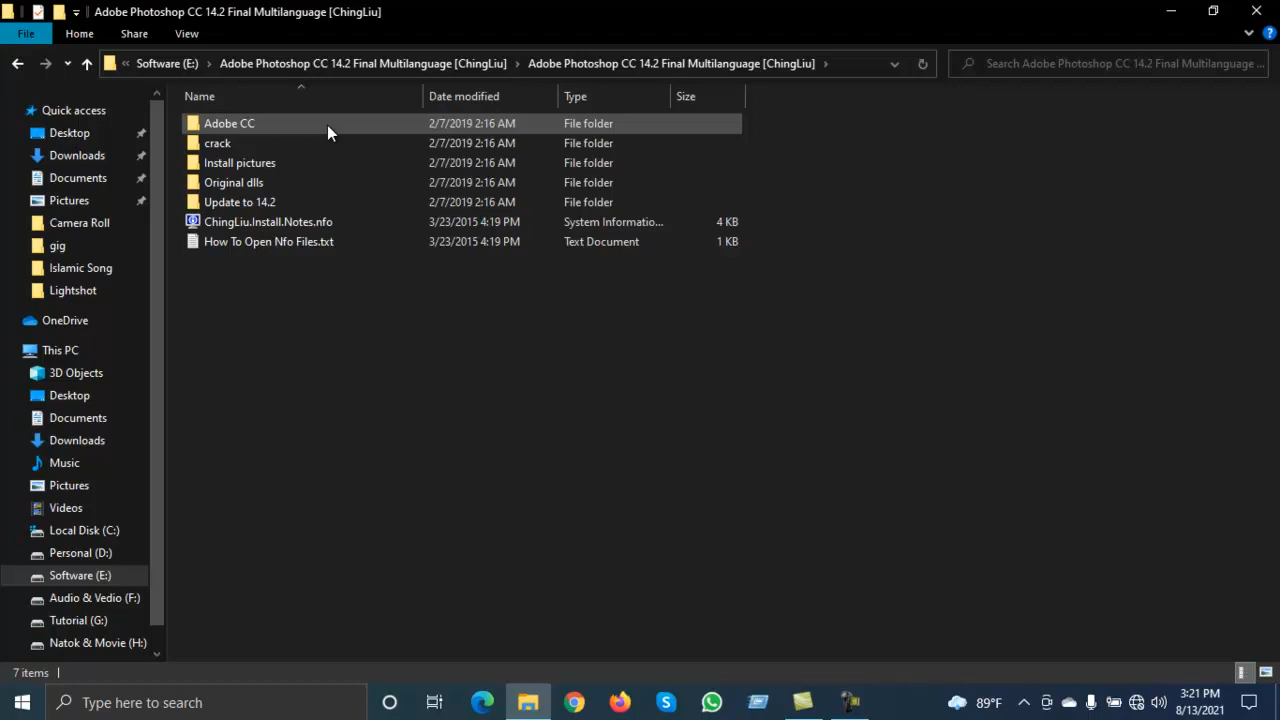 Adobe Photoshop CC 14.2 Final Multilanguage [ChingLiu]
File Home Share View
« Software (E:) › Adobe Photoshop CC 14.2 Final Multilanguage [ChingLiu] › Adobe Photoshop CC 14.2 Final Multilanguage [ChingLiu] ›
Search Adobe Photoshop CC 14.2 Final Multilanguage [ChingLiu] ...
Name Date modified Type Size
Adobe CC 2/7/2019 2:16 AM File folder
crack 2/7/2019 2:16 AM File folder
Install pictures 2/7/2019 2:16 AM File folder
Original dlls 2/7/2019 2:16 AM File folder
Update to 14.2 2/7/2019 2:16 AM File folder
ChingLiu.Install.Notes.nfo 3/23/2015 4:19 PM System Informatio... 4 KB
How To Open Nfo Files.txt 3/23/2015 4:19 PM Text Document 1 KB
Quick access
Desktop
Downloads
Documents
Pictures
Camera Roll
gig
Islamic Song
Lightshot
OneDrive
This PC
3D Objects
Desktop
Documents
Downloads
Music
Pictures
Videos
Local Disk (C:)
Personal (D:)
Software (E:)
Audio & Vedio (F:)
Tutorial (G:)
Natok & Movie (H:)
7 items
Type here to search
89°F
3:21 PM
8/13/2021